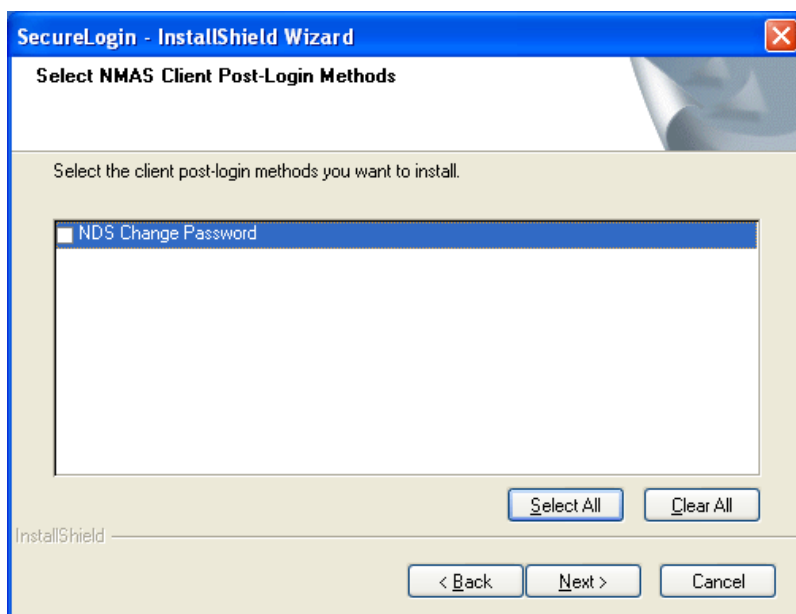 SecureLogin - InstallShield Wizard
Select NMAS Client Post-Login Methods
Select the client post-login methods you want to install.
NDS Change Password
Select All Clear All
InstallShield
< Back Next > Cancel